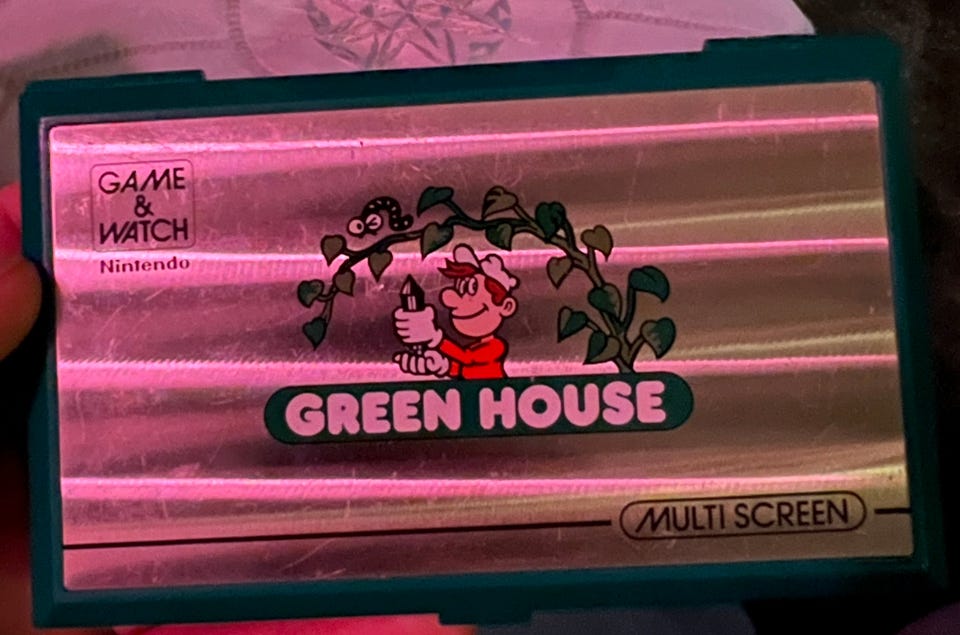 GAME
&
WATCH
Nintendo
GREEN HOUSE
MULTI SCREEN